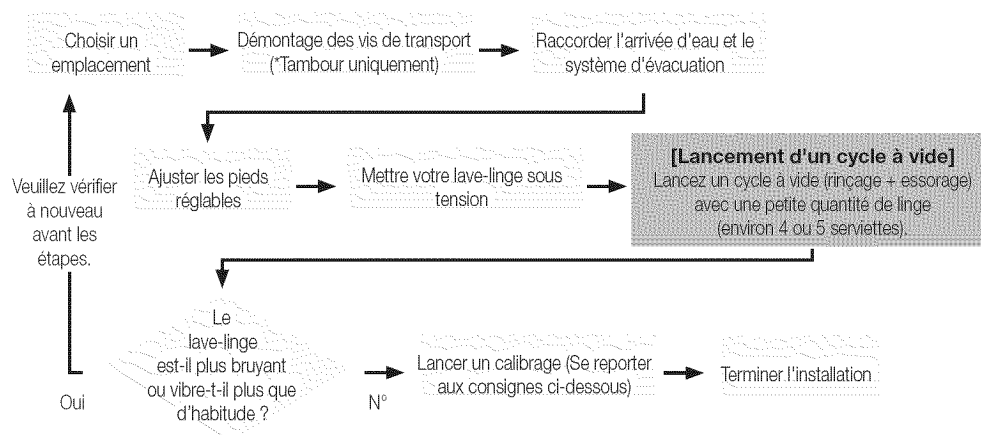 Choisir un
emplacement
Démontage des vis de transport
(*Tambour uniquement)
Raccorder l'arrivée d'eau et le
système d'évacuation
Ajuster les pieds
réglables
Mettre votre lave-linge sous
tension
[Lancement d'un cycle à vide]
Lancez un cycle à vide (rinçage + essorage)
avec une petite quantité de linge
(environ 4 ou 5 serviettes).
Veuillez vérifier
à nouveau
avant les
étapes.
Le
lave-linge
est-il plus bruyant
ou vibre-t-il plus que
d'habitude ?
Oui
N°
Lancer un calibrage (Se reporter
aux consignes ci-dessous)
Terminer l'installation